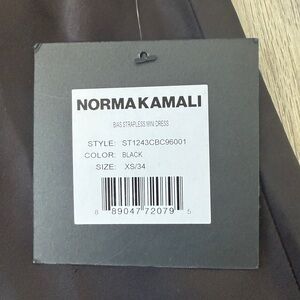 NORMA KAMALI
BIAS STRAPLESS MINI DRESS
STYLE: ST1243CBC96001
COLOR: BLACK
SIZE: XS/34
8 89047 72079 5